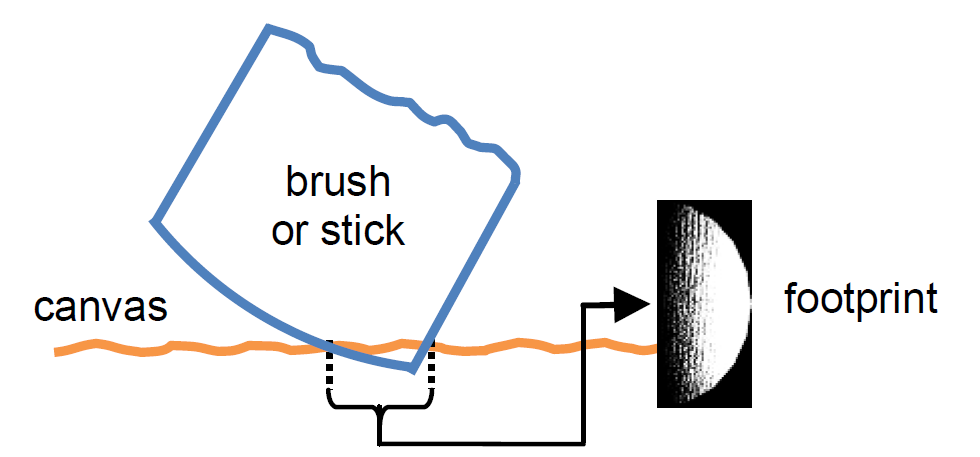 brush
or stick
canvas
footprint